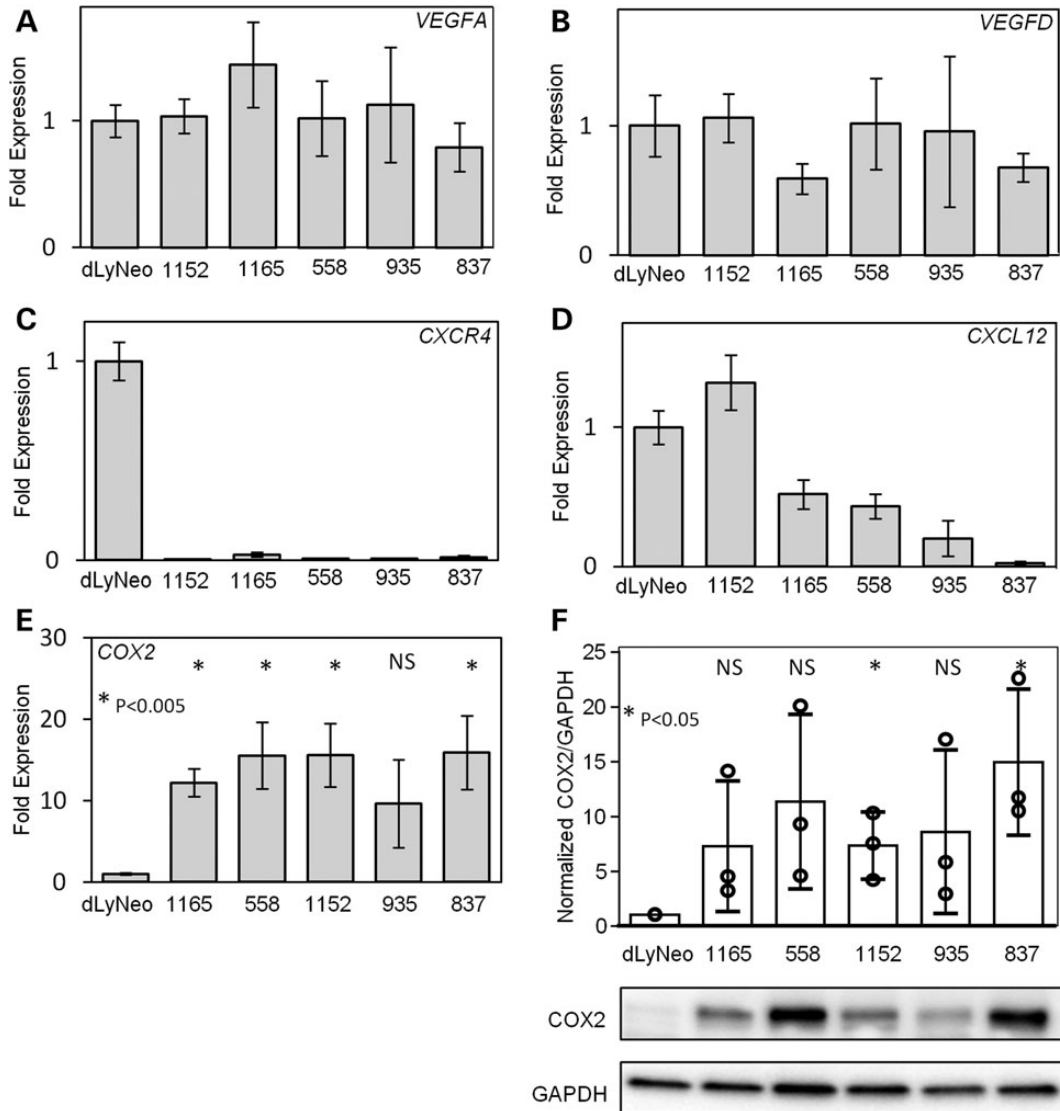 A
VEGFA
Fold Expression
1
0
dLyNeo 1152 1165 558 935 837
B
VEGFD
Fold Expression
1
0
dLyNeo 1152 1165 558 935 837
C
CXCR4
Fold Expression
1
0
dLyNeo 1152 1165 558 935 837
D
CXCL12
Fold Expression
1
0
dLyNeo 1152 1165 558 935 837
E
COX2
* P<0.005
* * * NS *
Fold Expression
30
20
10
0
dLyNeo 1165 558 1152 935 837
F
NS NS * NS *
* P<0.05
Normalized COX2/GAPDH
25
20
15
10
5
0
dLyNeo 1165 558 1152 935 837
COX2
GAPDH